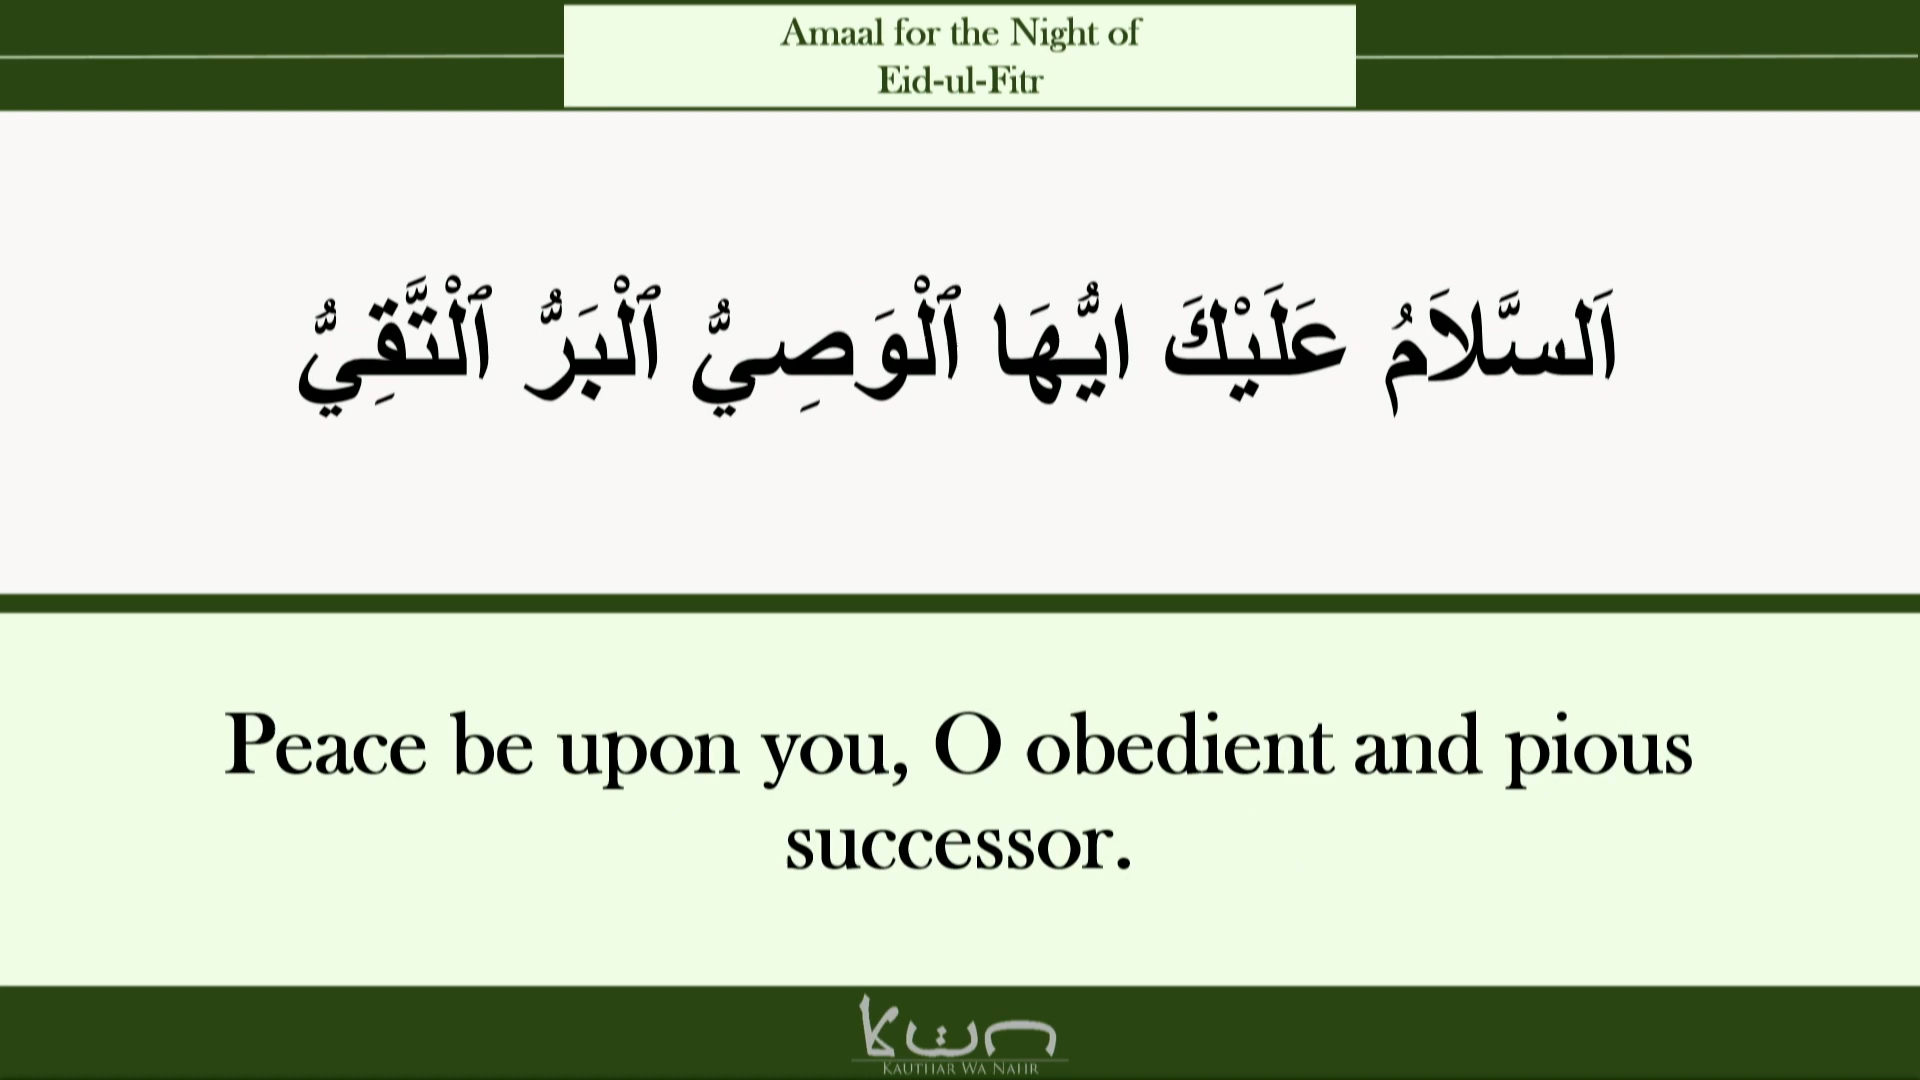 Amaal for the Night of
Eid-ul-Fitr
اَلسَّلاَمُ عَلَيْكَ ايُّهَا ٱلْوَصِيُّ ٱلْبَرُّ ٱلْتَّقِيُّ
Peace be upon you, O obedient and pious
successor.
KAUTHAR WA NAHR